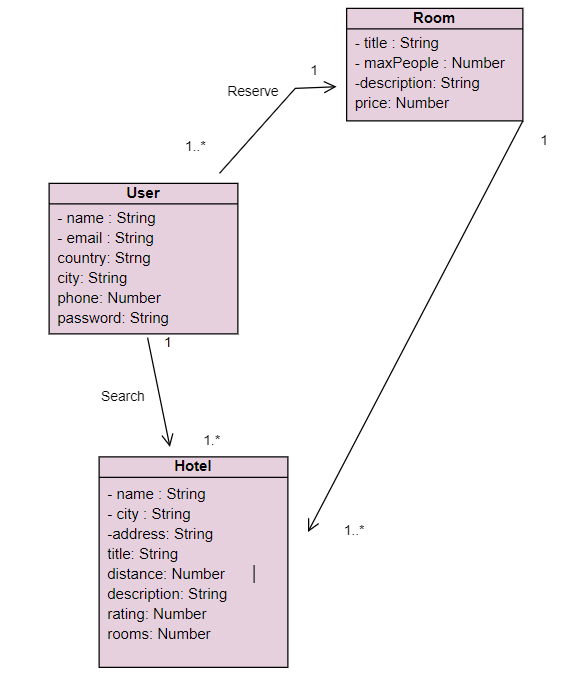 Room
- title : String
- maxPeople : Number
-description: String
price: Number
1
Reserve
1..*
1
User
- name : String
- email : String
country: Strng
city: String
phone: Number
password: String
1
Search
1.*
Hotel
- name : String
- city : String
-address: String
title: String
distance: Number
description: String
rating: Number
rooms: Number
1..*